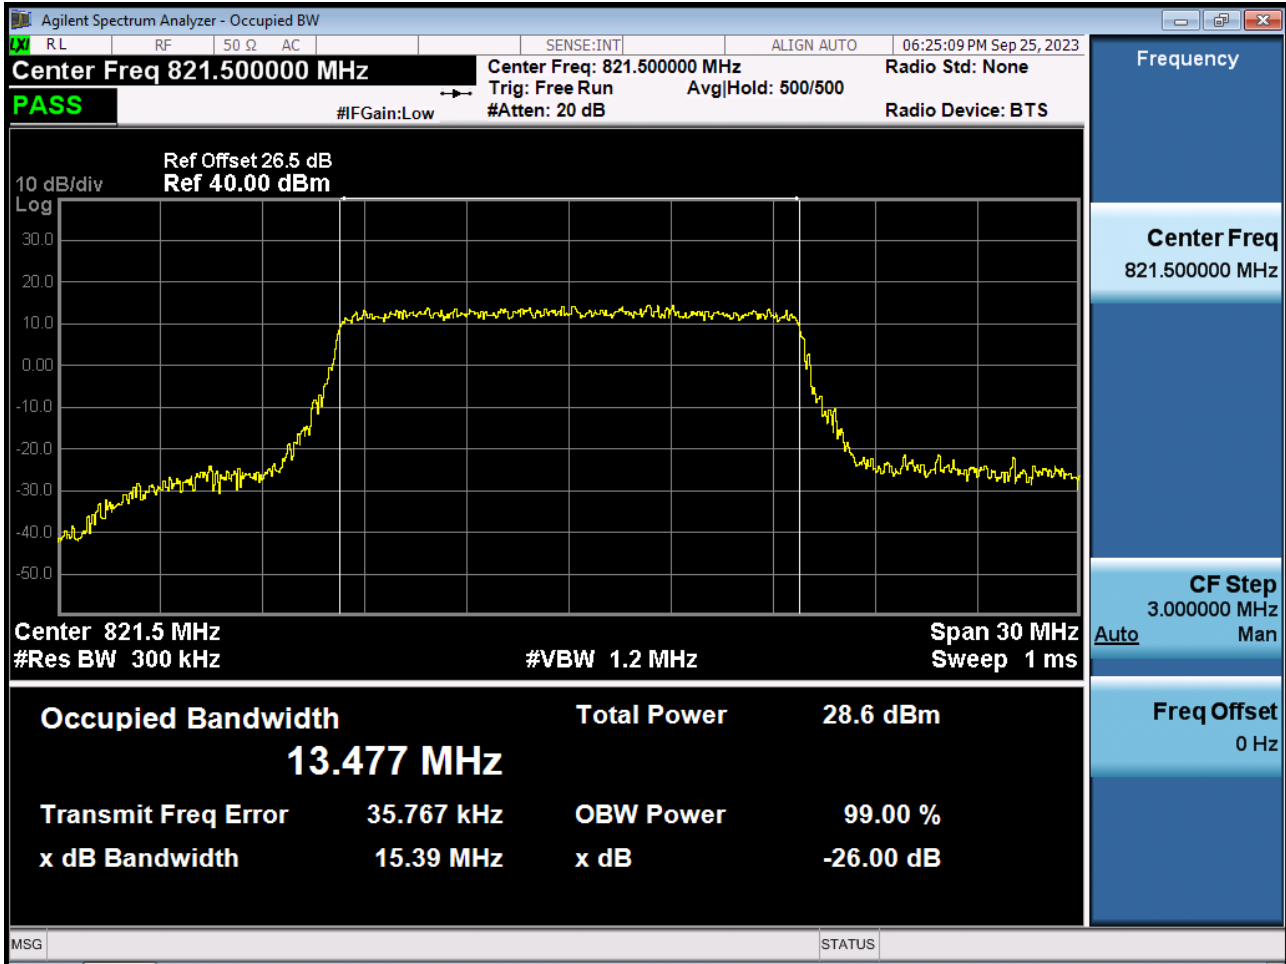 Agilent Spectrum Analyzer - Occupied BW
LXI RL RF 50 Ω AC SENSE:INT ALIGN AUTO 06:25:09 PM Sep 25, 2023
Center Freq 821.500000 MHz
PASS
#IFGain:Low
Center Freq: 821.500000 MHz
Trig: Free Run Avg|Hold: 500/500
#Atten: 20 dB
Radio Std: None
Radio Device: BTS
Ref Offset 26.5 dB
10 dB/div Ref 40.00 dBm
Log
30.0
20.0
10.0
0.00
-10.0
-20.0
-30.0
-40.0
-50.0
Center 821.5 MHz Span 30 MHz
#Res BW 300 kHz #VBW 1.2 MHz Sweep 1 ms
Occupied Bandwidth Total Power 28.6 dBm
13.477 MHz
Transmit Freq Error 35.767 kHz OBW Power 99.00 %
x dB Bandwidth 15.39 MHz x dB -26.00 dB
Frequency
Center Freq
821.500000 MHz
CF Step
3.000000 MHz
Auto Man
Freq Offset
0 Hz
MSG STATUS